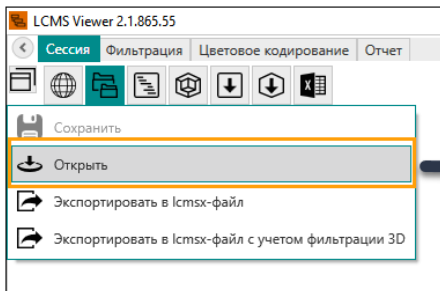 LCMS Viewer 2.1.865.55
Сессия Фильтрация Цветовое кодирование Отчет
Сохранить
Открыть
Экспортировать в lcmsx-файл
Экспортировать в lcmsx-файл с учетом фильтрации 3D